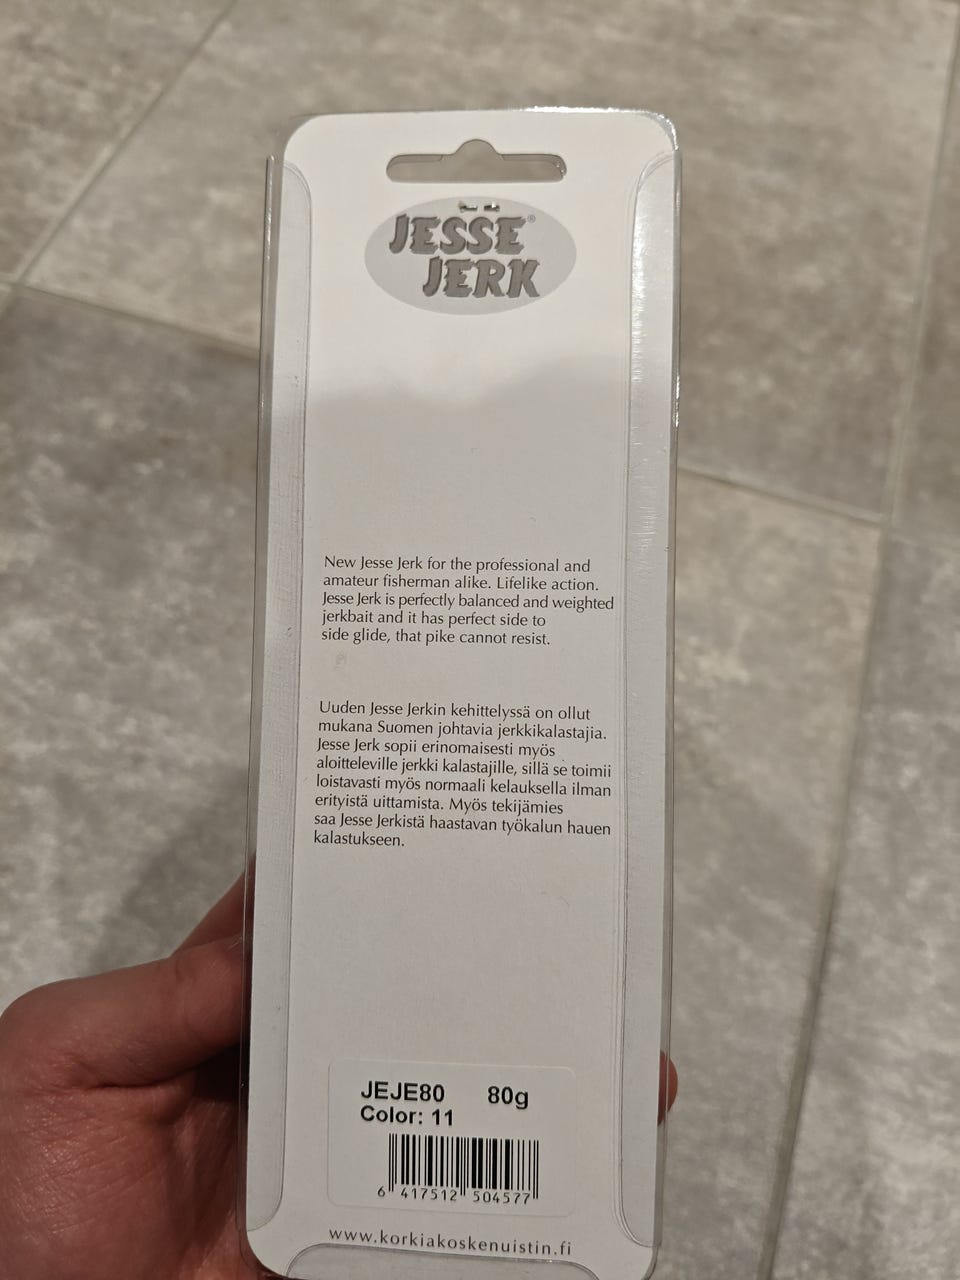 JESSE®
JERK
New Jesse Jerk for the professional and
amateur fisherman alike. Lifelike action.
Jesse Jerk is perfectly balanced and weighted
jerkbait and it has perfect side to
side glide, that pike cannot resist.
Uuden Jesse Jerkin kehittelyssä on ollut
mukana Suomen johtavia jerkkikalastajia.
Jesse Jerk sopii erinomaisesti myös
aloitteleville jerkki kalastajille, sillä se toimii
loistavasti myös normaali kelauksella ilman
erityistä uittamista. Myös tekijämies
saa Jesse Jerkistä haastavan työkalun hauen
kalastukseen.
JEJE80 80g
Color: 11
6 417512 504577
www.korkiakoskenuistin.fi